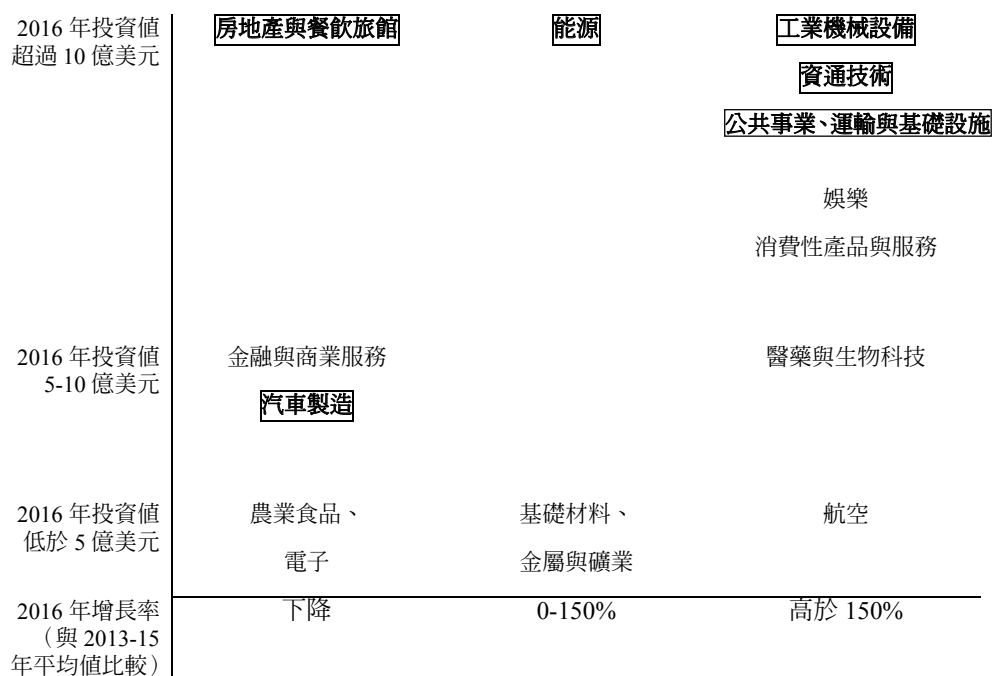 2016 年投資值
超過 10 億美元
房地產與餐飲旅館
能源
工業機械設備
資通技術
公共事業、運輸與基礎設施
娛樂
消費性產品與服務
2016 年投資值
5-10 億美元
金融與商業服務
醫藥與生物科技
汽車製造
2016 年投資值
低於 5 億美元
農業食品、
基礎材料、
航空
電子
金屬與礦業
2016 年增長率
（與 2013-15
年平均值比較）
下降
0-150%
高於 150%